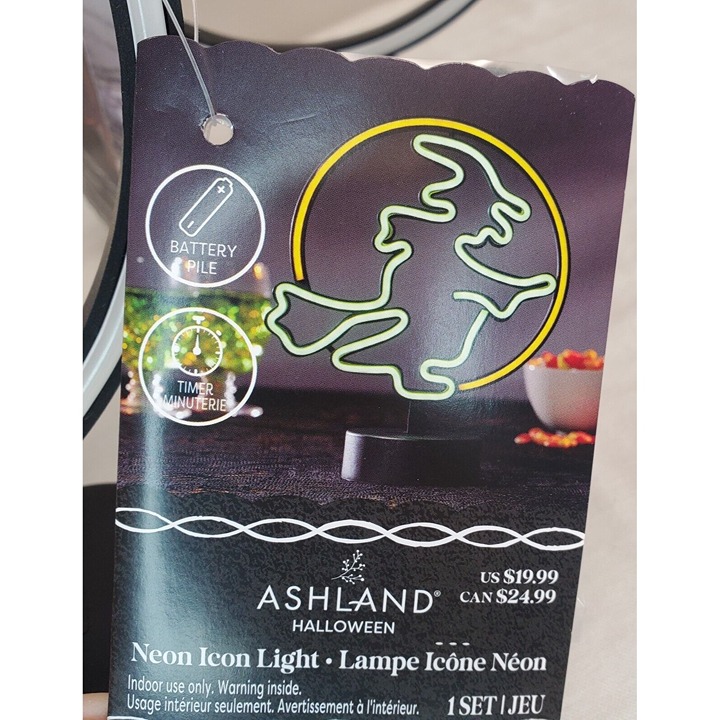 BATTERY
PILE
TIMER
MINUTERIE
ASHLAND®
HALLOWEEN
US $19.99
CAN $24.99
Neon Icon Light • Lampe Icône Néon
Indoor use only. Warning inside.
Usage intérieur seulement. Avertissement à l'intérieur.
1 SET | JEU